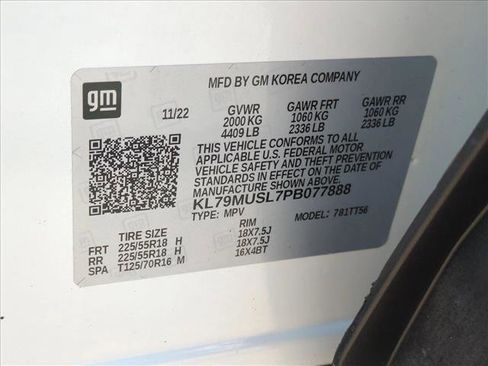 gm
MFD BY GM KOREA COMPANY
11/22 GVWR GAWR FRT GAWR RR
2000 KG 1060 KG 1060 KG
4409 LB 2336 LB 2336 LB
THIS VEHICLE CONFORMS TO ALL
APPLICABLE U.S. FEDERAL MOTOR
VEHICLE SAFETY AND THEFT PREVENTION
STANDARDS IN EFFECT ON THE DATE OF
MANUFACTURE SHOWN ABOVE.
KL79MUSL7PB077888
TYPE: MPV MODEL: 781TT56
TIRE SIZE RIM
FRT 225/55R18 H 18X7.5J
RR 225/55R18 H 18X7.5J
SPA T125/70R16 M 16X4BT